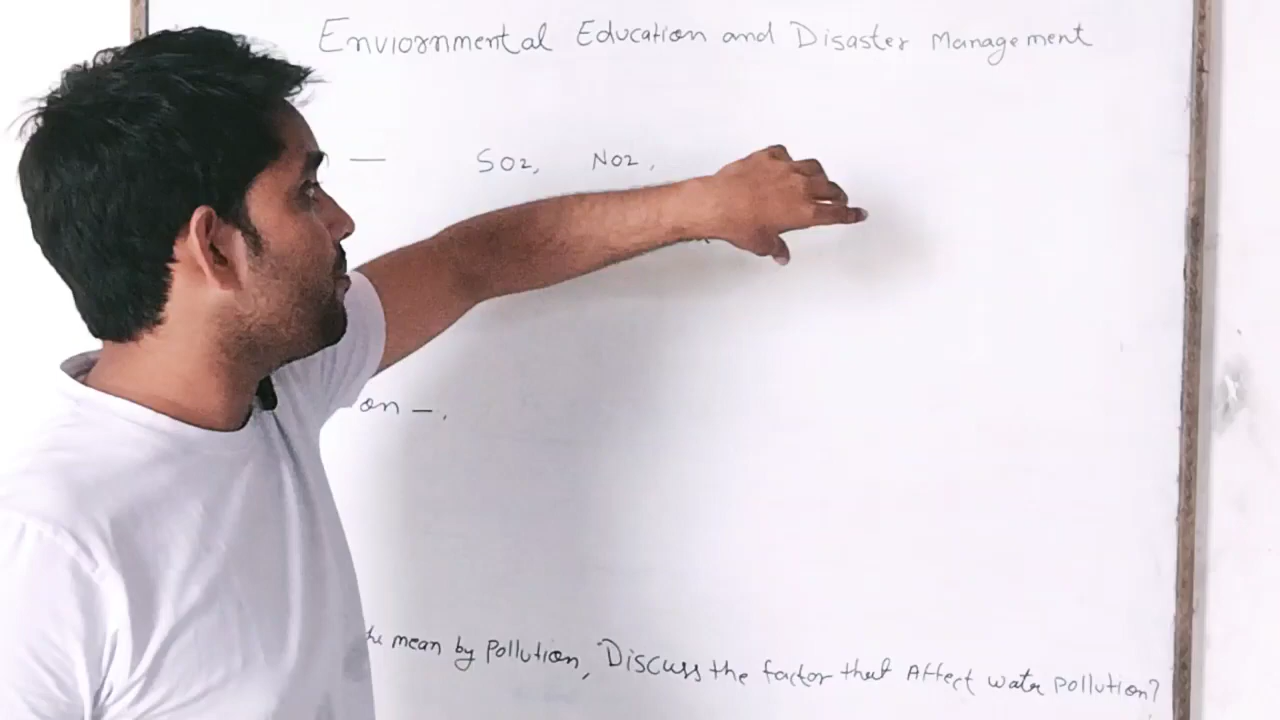 Enviornmental Education and Disaster Management
— SO2, NO2,
on —.
mean by Pollution, Discuss the factor that Affect water pollution?